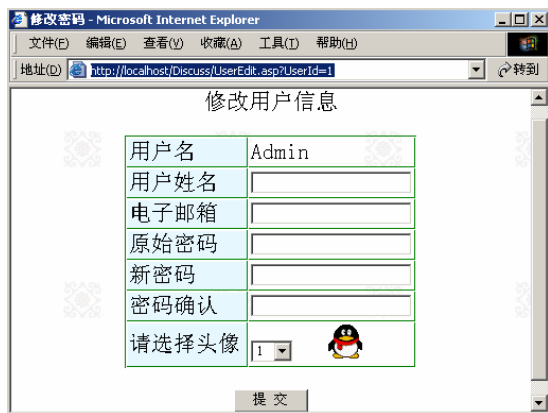 修改密码 - Microsoft Internet Explorer
文件(F) 编辑(E) 查看(V) 收藏(A) 工具(T) 帮助(H)
地址(D) http://localhost/Discuss/UserEdit.asp?UserId=1 转到
修改用户信息
用户名 Admin
用户姓名
电子邮箱
原始密码
新密码
密码确认
请选择头像 1
提 交